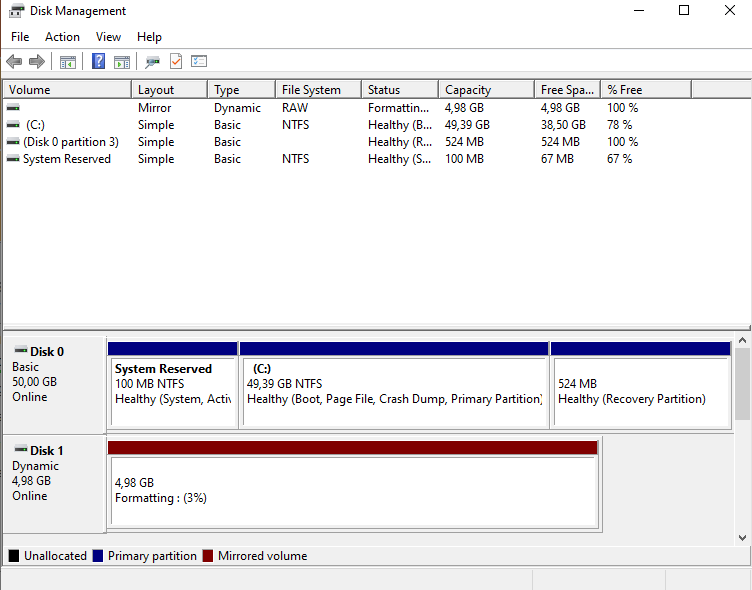 Disk Management
File Action View Help
Volume Layout Type File System Status Capacity Free Spa... % Free
Mirror Dynamic RAW Formattin... 4,98 GB 4,98 GB 100 %
(C:) Simple Basic NTFS Healthy (B... 49,39 GB 38,50 GB 78 %
(Disk 0 partition 3) Simple Basic Healthy (R... 524 MB 524 MB 100 %
System Reserved Simple Basic NTFS Healthy (S... 100 MB 67 MB 67 %
Disk 0
Basic
50,00 GB
Online
System Reserved
100 MB NTFS
Healthy (System, Activ
(C:)
49,39 GB NTFS
Healthy (Boot, Page File, Crash Dump, Primary Partition)
524 MB
Healthy (Recovery Partition)
Disk 1
Dynamic
4,98 GB
Online
4,98 GB
Formatting : (3%)
Unallocated Primary partition Mirrored volume